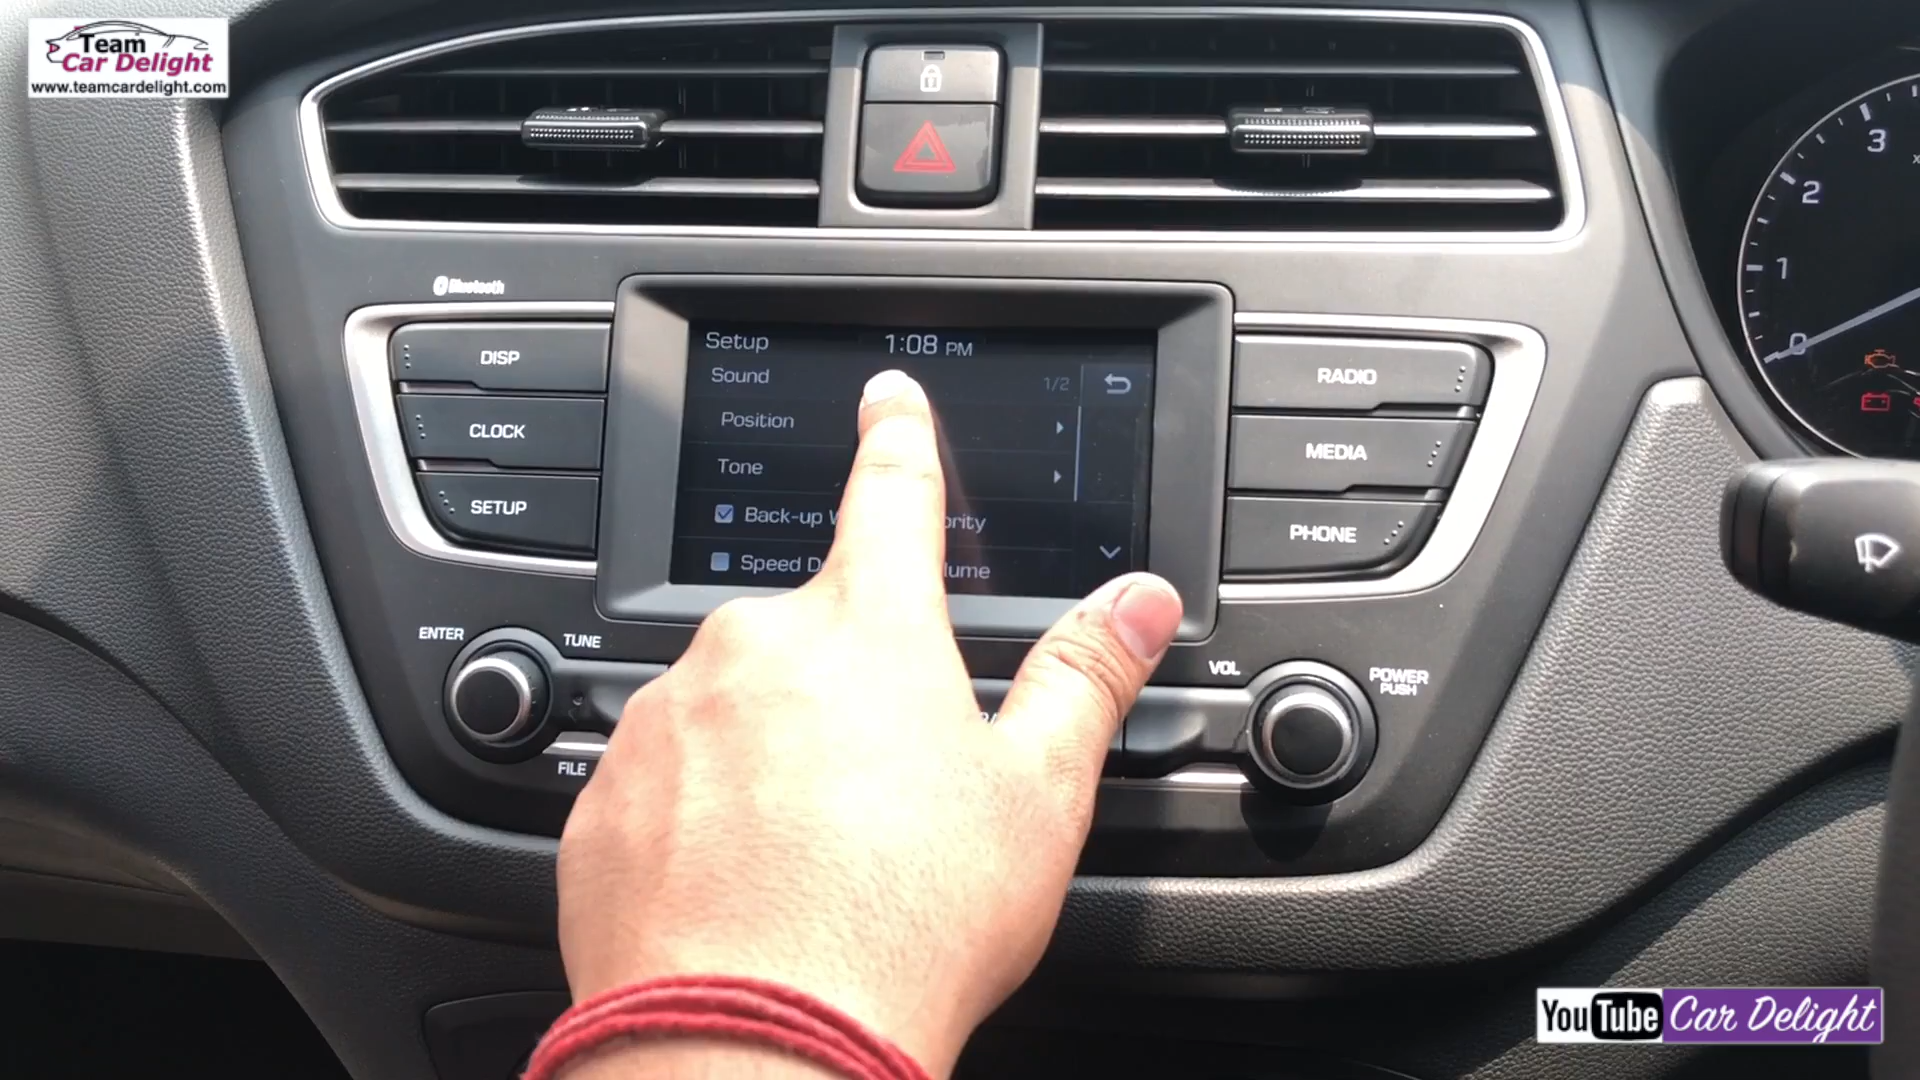 Team
Car Delight
www.teamcardelight.com
3
2
1
0
Bluetooth
DISP
CLOCK
SETUP
Setup
1:08 PM
Sound
1/2
Position
Tone
Back-up
Speed
RADIO
MEDIA
PHONE
ENTER
TUNE
FILE
VOL
POWER
PUSH
YouTube Car Delight